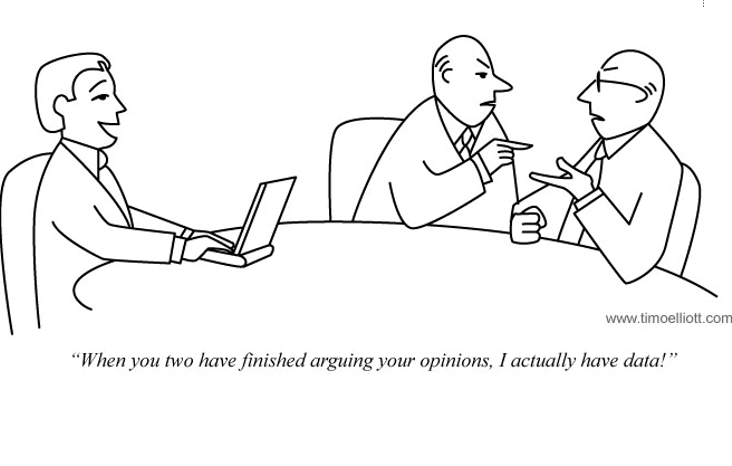 www.timoelliott.com
“When you two have finished arguing your opinions, I actually have data!”